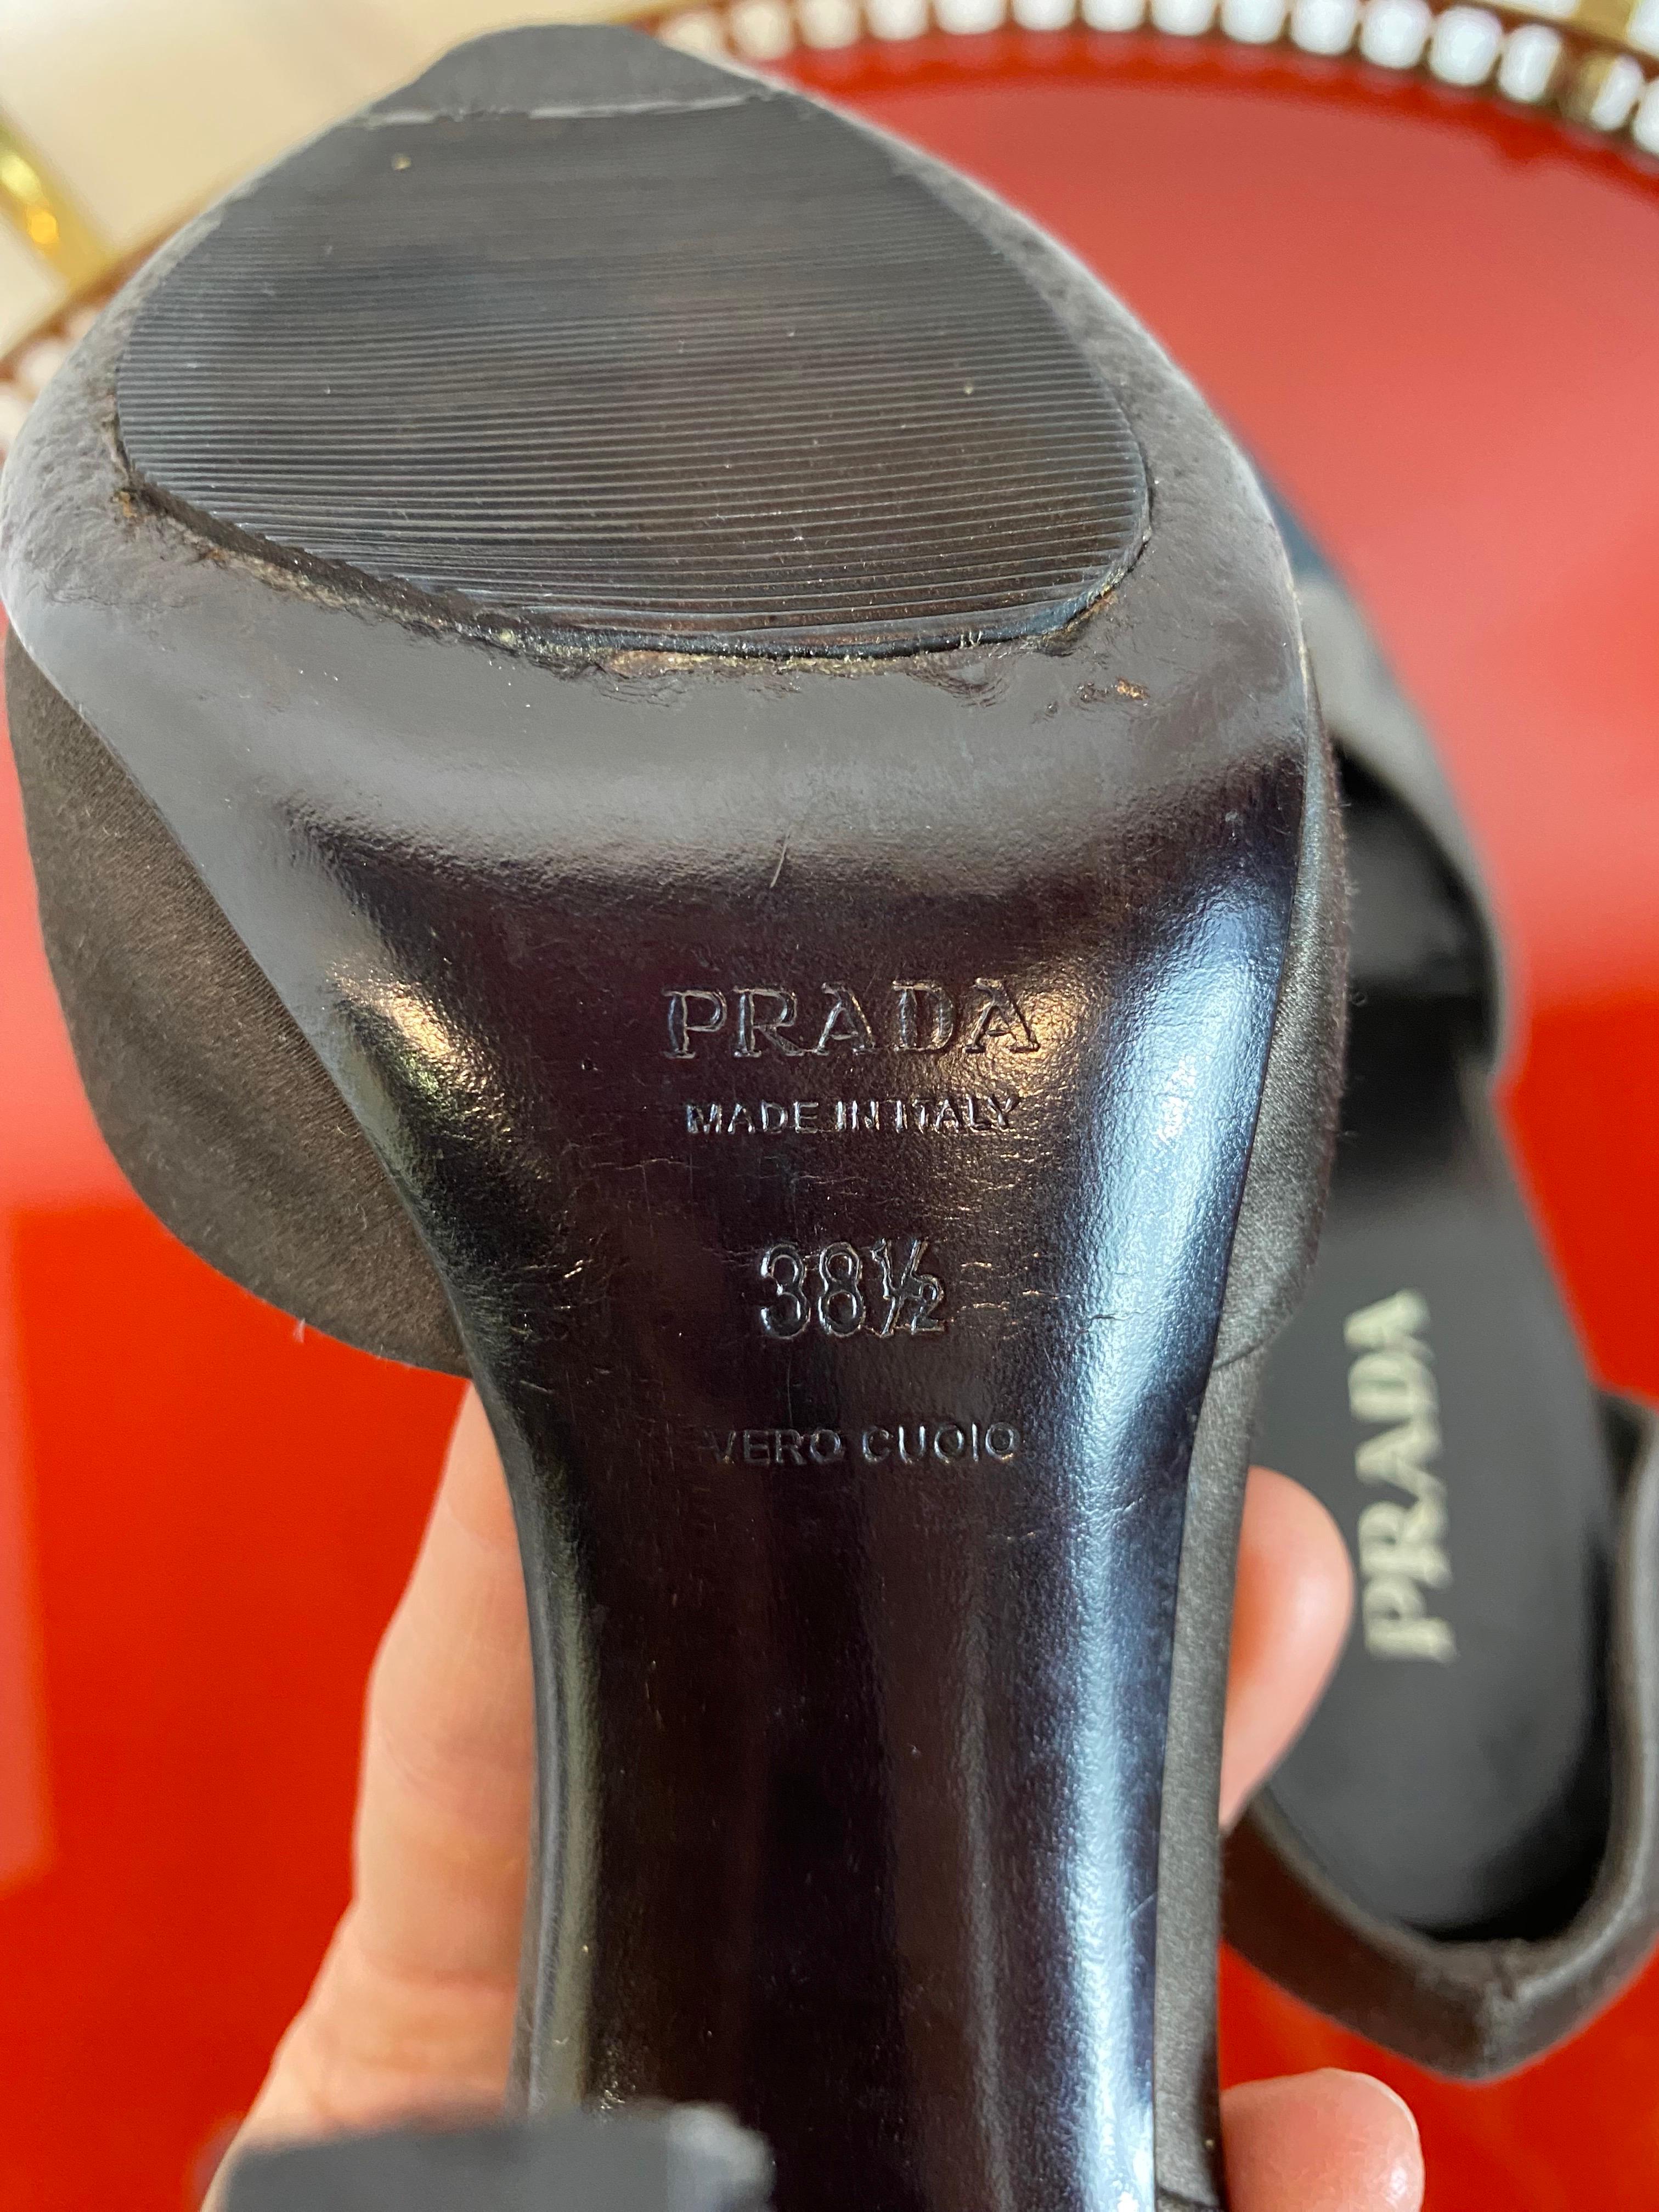 PRADA
MADE IN ITALY
38½
VERO CUOIO
PRADA